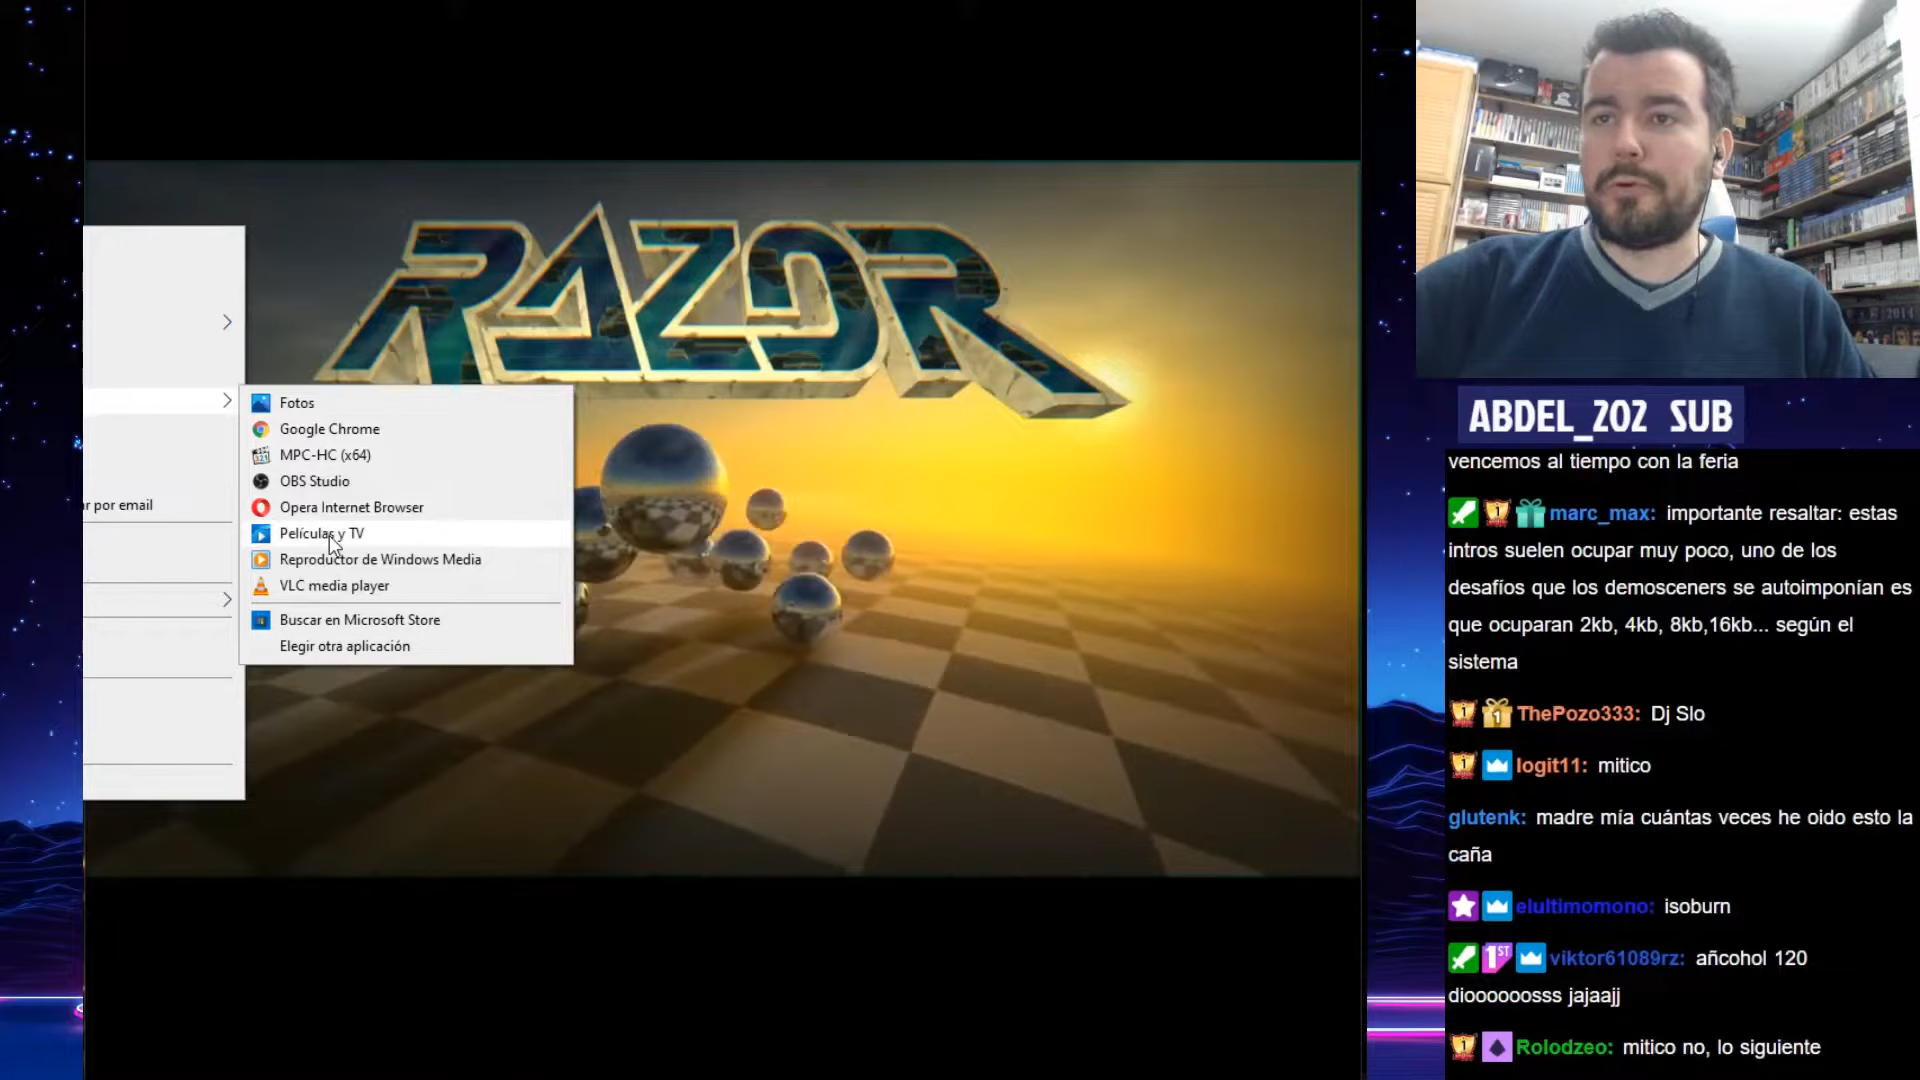 RAZOR
ar por email
Fotos
Google Chrome
MPC-HC (x64)
OBS Studio
Opera Internet Browser
Películas y TV
Reproductor de Windows Media
VLC media player
Buscar en Microsoft Store
Elegir otra aplicación
2014
ABDEL_202 SUB
vencemos al tiempo con la feria
marc_max: importante resaltar: estas
intros suelen ocupar muy poco, uno de los
desafíos que los demosceners se autoimponían es
que ocuparan 2kb, 4kb, 8kb,16kb... según el
sistema
ThePozo333: Dj Slo
logit11: mitico
glutenk: madre mía cuántas veces he oido esto la
caña
elultimomono: isoburn
1ST viktor61089rz: añcohol 120
dioooooosss jajaajj
Rolodzeo: mitico no, lo siguiente